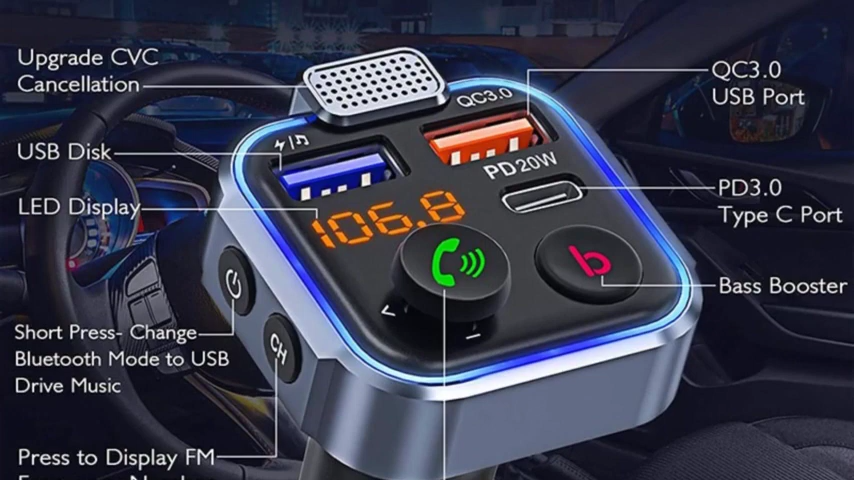 Upgrade CVC
Cancellation
QC3.0
USB Port
QC3.0
USB Disk
PD20W
PD3.0
Type C Port
LED Display
106.8
b
Bass Booster
Short Press- Change
Bluetooth Mode to USB
Drive Music
CH
Press to Display FM